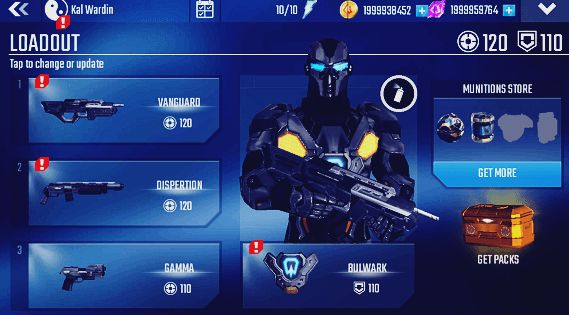 Kal Wardin
10/10
1999938452
1999959764
LOADOUT
120
110
Tap to change or update
1
VANGUARD
120
2
DISPERTION
120
3
GAMMA
110
BULWARK
110
MUNITIONS STORE
GET MORE
GET PACKS